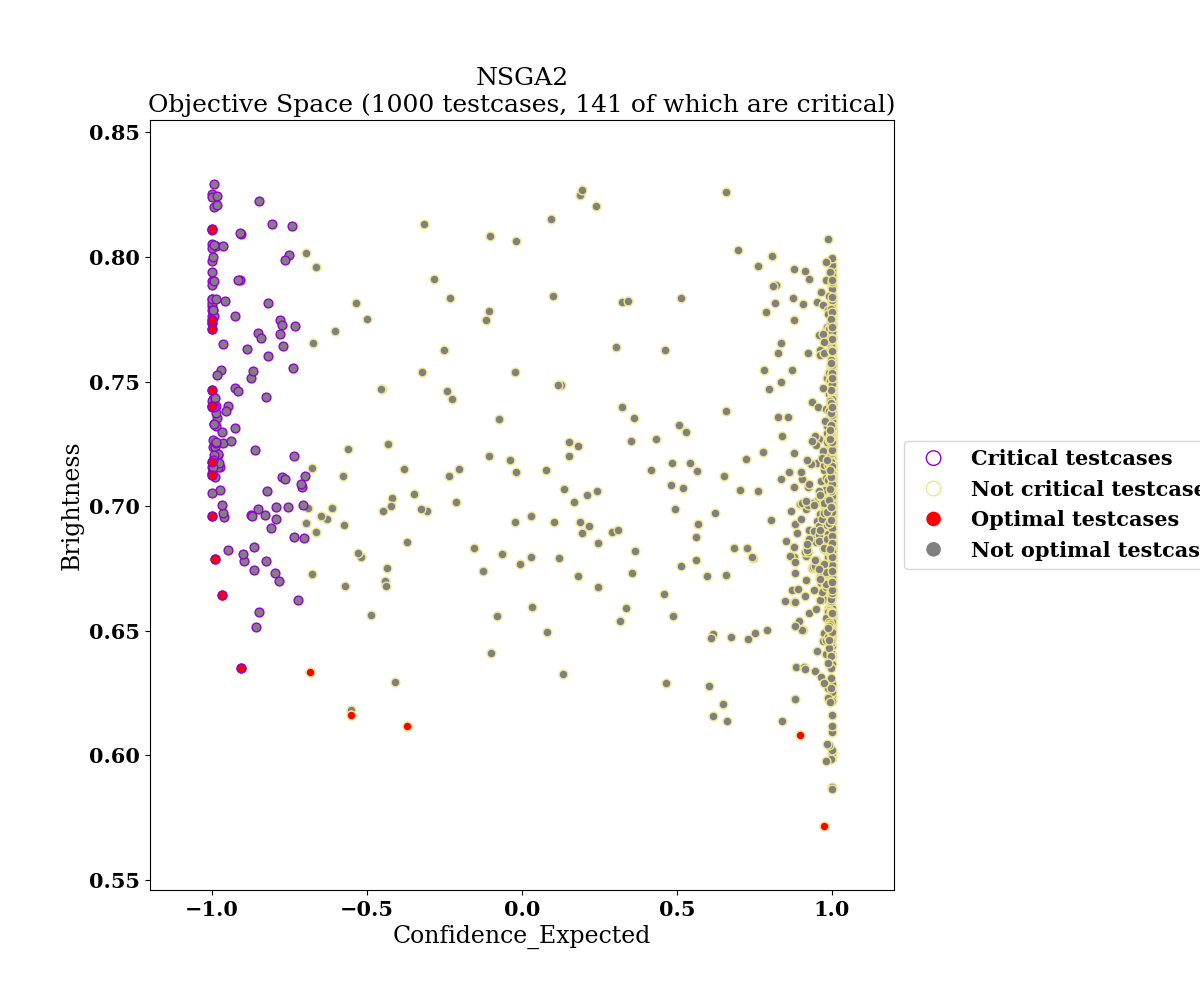 NSGA2
Objective Space (1000 testcases, 141 of which are critical)
0.85
0.80
0.75
0.70
0.65
0.60
0.55
Brightness
−1.0
−0.5
0.0
0.5
1.0
Confidence_Expected
Critical testcases
Not critical testcase
Optimal testcases
Not optimal testcas